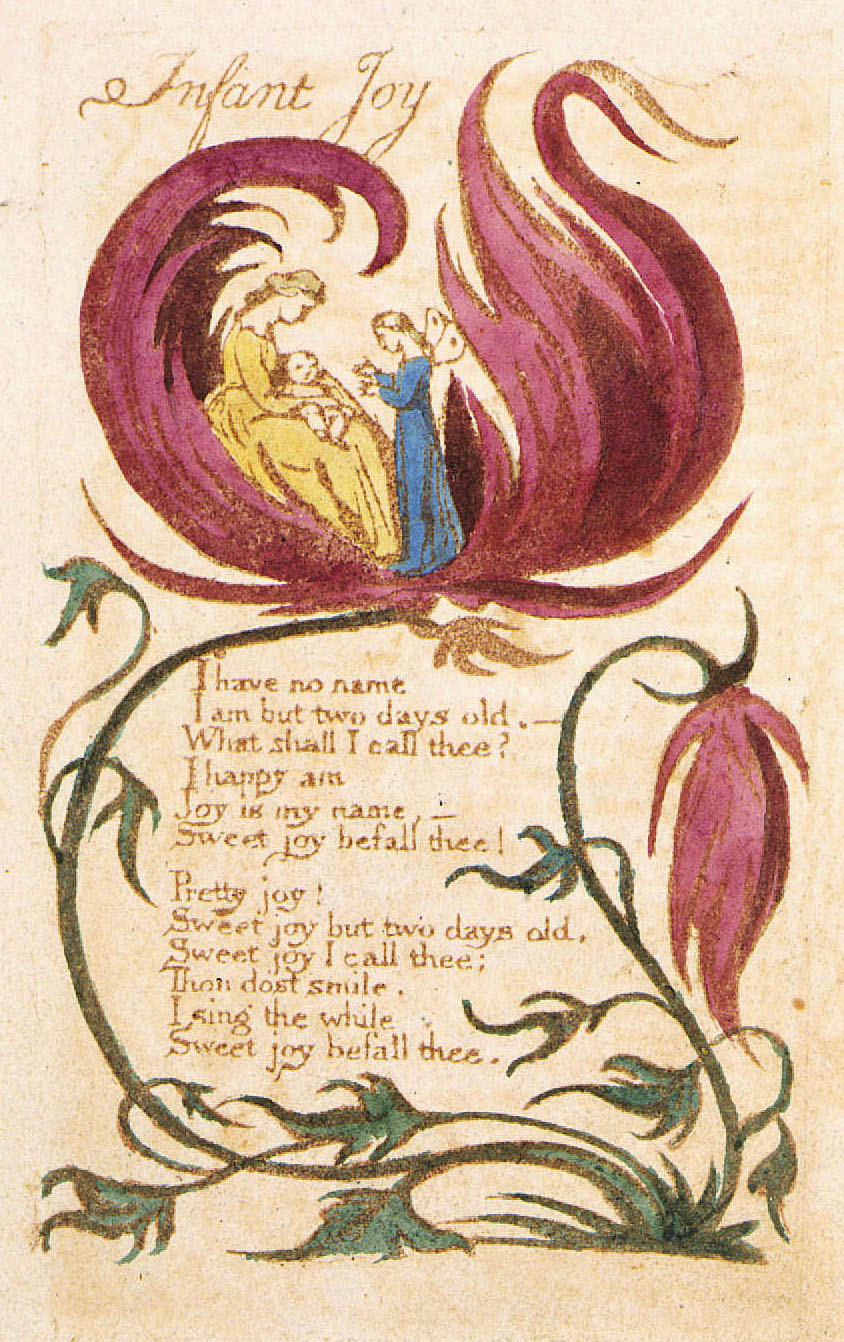 Infant Joy
I have no name
I am but two days old. —
What shall I call thee?
I happy am
Joy is my name, —
Sweet joy befall thee!
Pretty joy!
Sweet joy but two days old.
Sweet joy I call thee;
Thou dost smile.
I sing the while
Sweet joy befall thee.